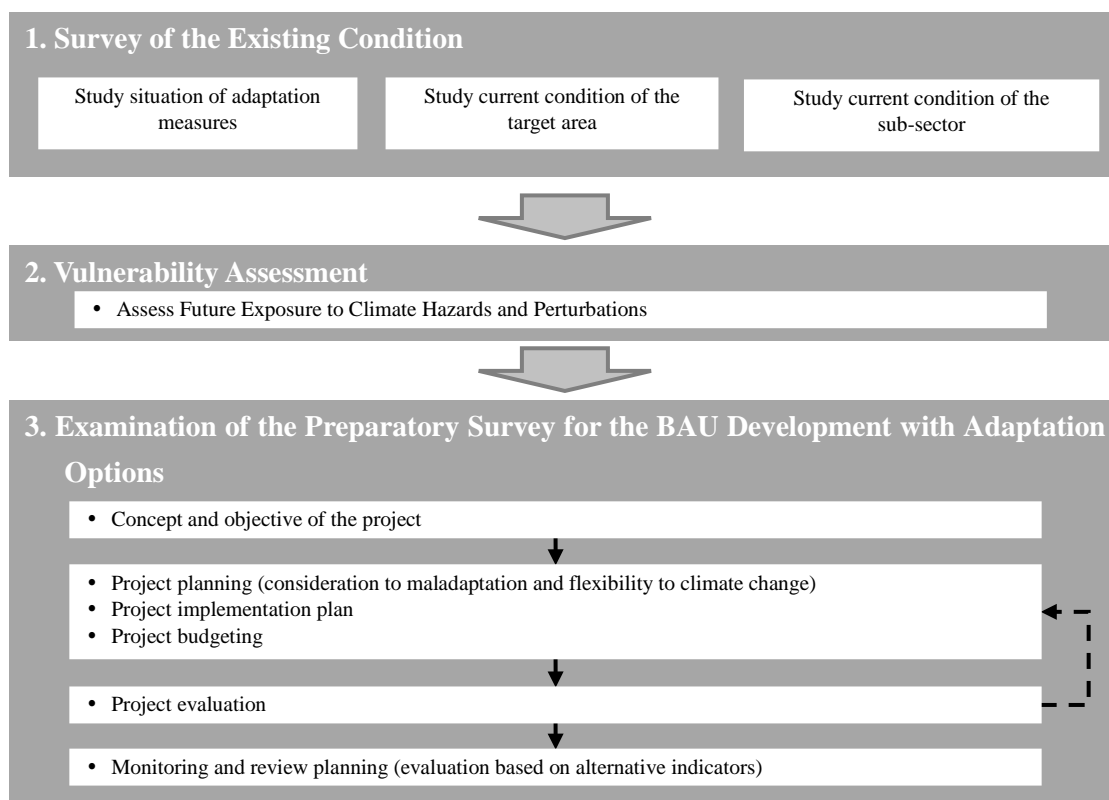 1. Survey of the Existing Condition
Study situation of adaptation
measures
Study current condition of the
target area
Study current condition of the
sub-sector
2. Vulnerability Assessment
• Assess Future Exposure to Climate Hazards and Perturbations
3. Examination of the Preparatory Survey for the BAU Development with Adaptation
Options
• Concept and objective of the project
• Project planning (consideration to maladaptation and flexibility to climate change)
• Project implementation plan
• Project budgeting
• Project evaluation
• Monitoring and review planning (evaluation based on alternative indicators)